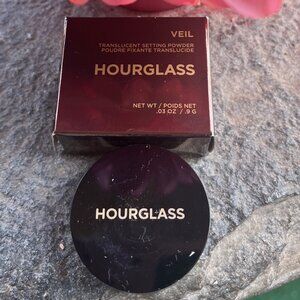 VEIL
TRANSLUCENT SETTING POWDER
POUDRE FIXANTE TRANSLUCIDE
HOURGLASS
NET WT / POIDS NET
.03 OZ / .9 G
HOURGLASS